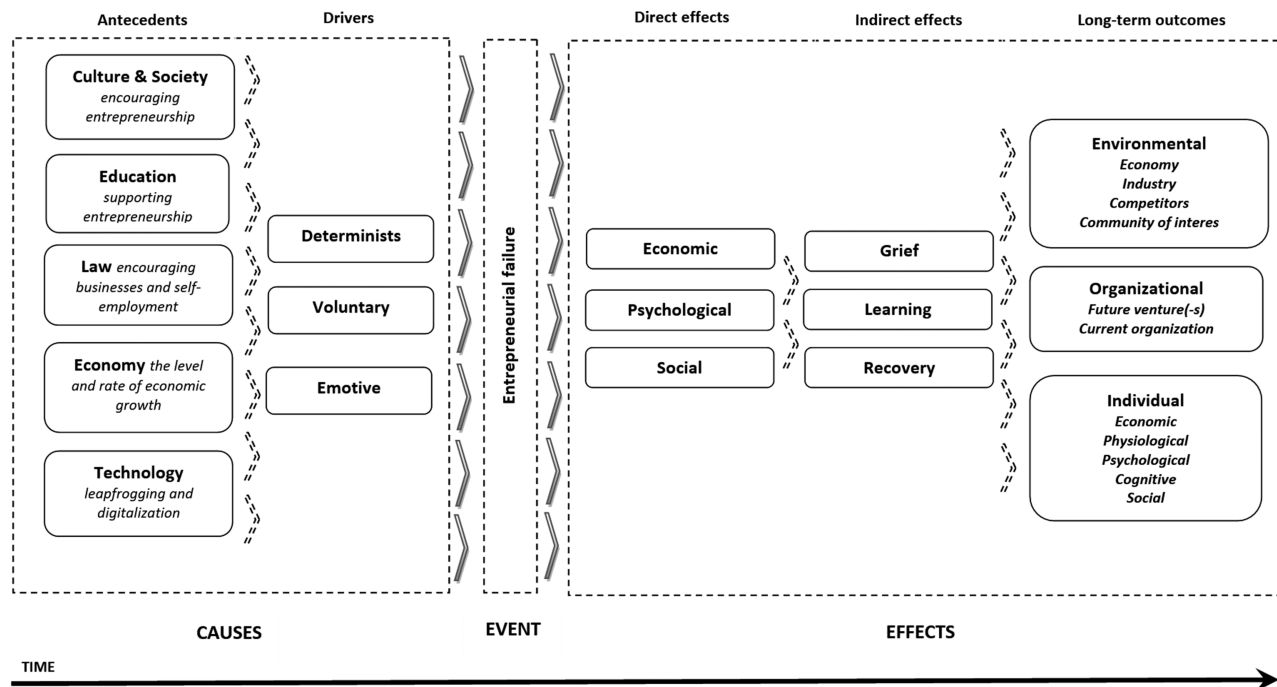 Antecedents
Drivers
Direct effects
Indirect effects
Long-term outcomes
Culture & Society
encouraging
entrepreneurship
Education
supporting
entrepreneurship
Law encouraging
businesses and self-
employment
Economy the level
and rate of economic
growth
Technology
leapfrogging and
digitalization
Determinists
Voluntary
Emotive
Entrepreneurial failure
Economic
Psychological
Social
Grief
Learning
Recovery
Environmental
Economy
Industry
Competitors
Community of interes
Organizational
Future venture(-s)
Current organization
Individual
Economic
Physiological
Psychological
Cognitive
Social
CAUSES
EVENT
EFFECTS
TIME